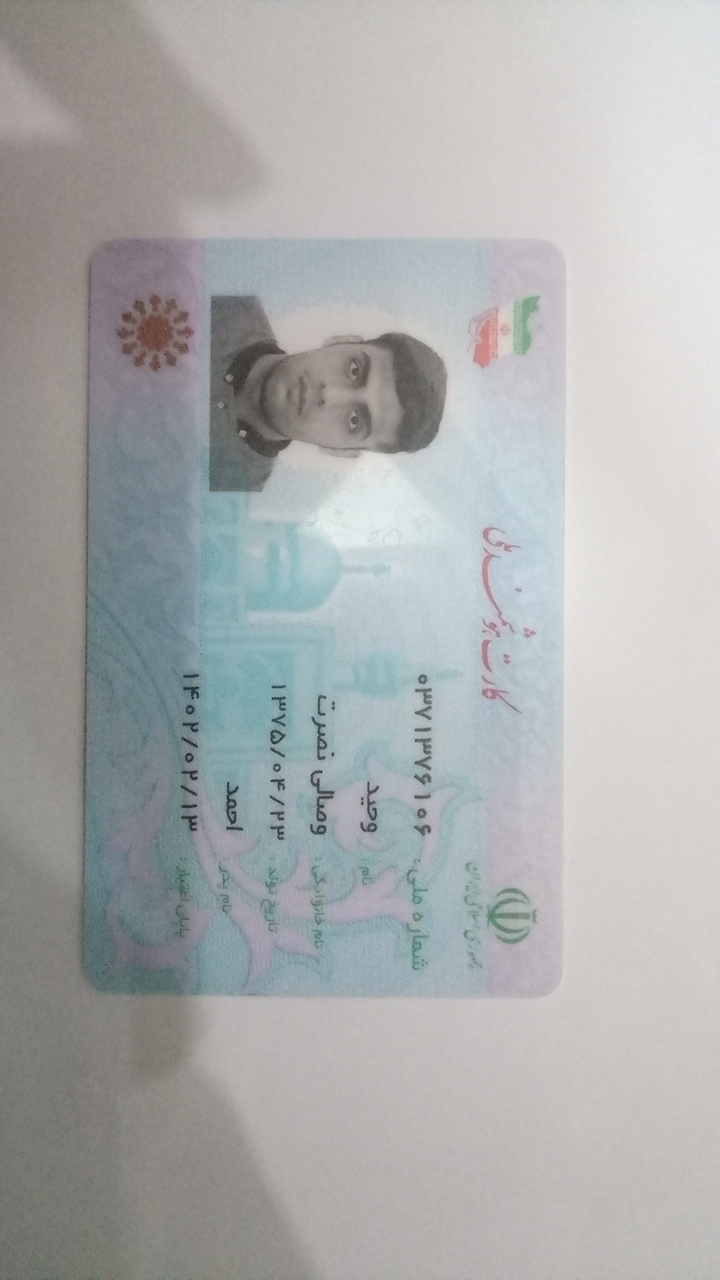 کارت هوشمند ملی
جمهوری اسلامی ایران
شماره ملی: ۰۳۷۱۳۷۶۱۰۶
نام: وحید
نام خانوادگی: وصالی نصرت
تاریخ تولد: ۱۳۷۵/۰۴/۲۳
نام پدر: احمد
پایان اعتبار: ۱۴۰۲/۰۲/۱۳